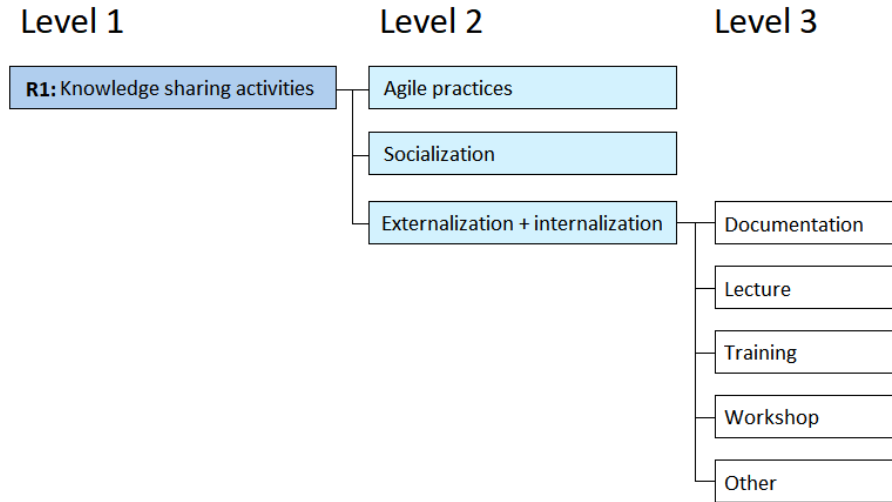 Level 1
Level 2
Level 3
R1: Knowledge sharing activities
Agile practices
Socialization
Externalization + internalization
Documentation
Lecture
Training
Workshop
Other